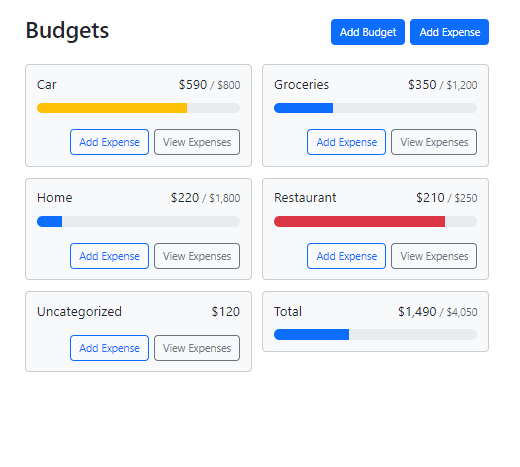 Budgets
Add Budget
Add Expense
Car $590 / $800
Add Expense
View Expenses
Groceries $350 / $1,200
Add Expense
View Expenses
Home $220 / $1,800
Add Expense
View Expenses
Restaurant $210 / $250
Add Expense
View Expenses
Uncategorized $120
Add Expense
View Expenses
Total $1,490 / $4,050